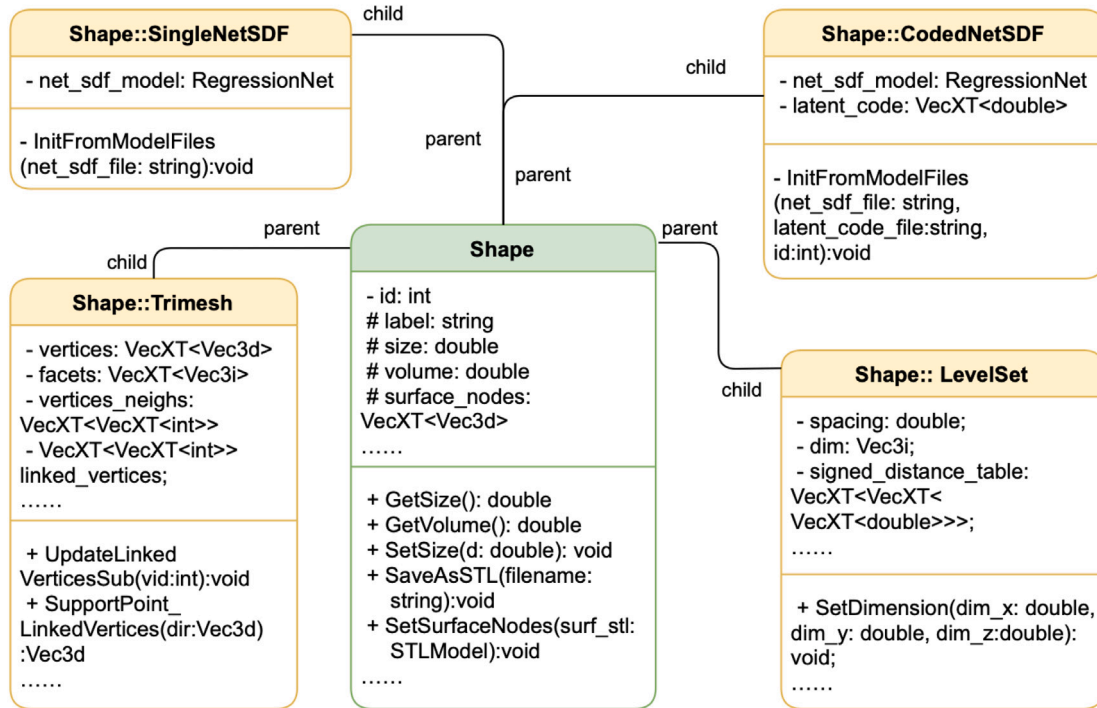 child
Shape::SingleNetSDF
- net_sdf_model: RegressionNet
- InitFromModelFiles
(net_sdf_file: string):void
parent
child
Shape::CodedNetSDF
- net_sdf_model: RegressionNet
- latent_code: VecXT<double>
- InitFromModelFiles
(net_sdf_file: string,
latent_code_file:string,
id:int):void
parent
parent
child
Shape::Trimesh
- vertices: VecXT<Vec3d>
- facets: VecXT<Vec3i>
- vertices_neighs:
VecXT<VecXT<int>>
- VecXT<VecXT<int>>
linked_vertices;
......
+ UpdateLinked
VerticesSub(vid:int):void
+ SupportPoint_
LinkedVertices(dir:Vec3d)
:Vec3d
......
Shape
- id: int
# label: string
# size: double
# volume: double
# surface_nodes:
VecXT<Vec3d>
......
+ GetSize(): double
+ GetVolume(): double
+ SetSize(d: double): void
+ SaveAsSTL(filename:
string):void
+ SetSurfaceNodes(surf_stl:
STLModel):void
......
parent
child
Shape:: LevelSet
- spacing: double;
- dim: Vec3i;
- signed_distance_table:
VecXT<VecXT<
VecXT<double>>>;
......
+ SetDimension(dim_x: double,
dim_y: double, dim_z:double):
void;
......